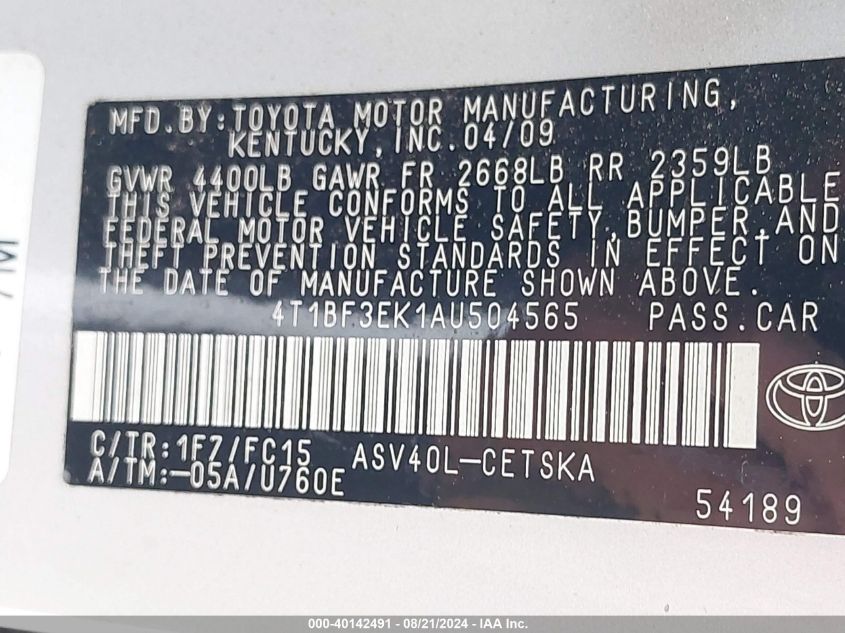 MFD.BY:TOYOTA MOTOR MANUFACTURING,
KENTUCKY, INC.04/09
GVWR 4400LB GAWR FR 2668LB RR 2359LB
THIS VEHICLE CONFORMS TO ALL APPLICABLE
FEDERAL MOTOR VEHICLE SAFETY,BUMPER,AND
THEFT PREVENTION STANDARDS IN EFFECT ON
THE DATE OF MANUFACTURE SHOWN ABOVE.
4T1BF3EK1AU504565 PASS.CAR
C/TR:1F7/FC15 ASV40L-CETSKA
A/TM:-05A/U760E
54189
000-40142491 - 08/21/2024 - IAA Inc.